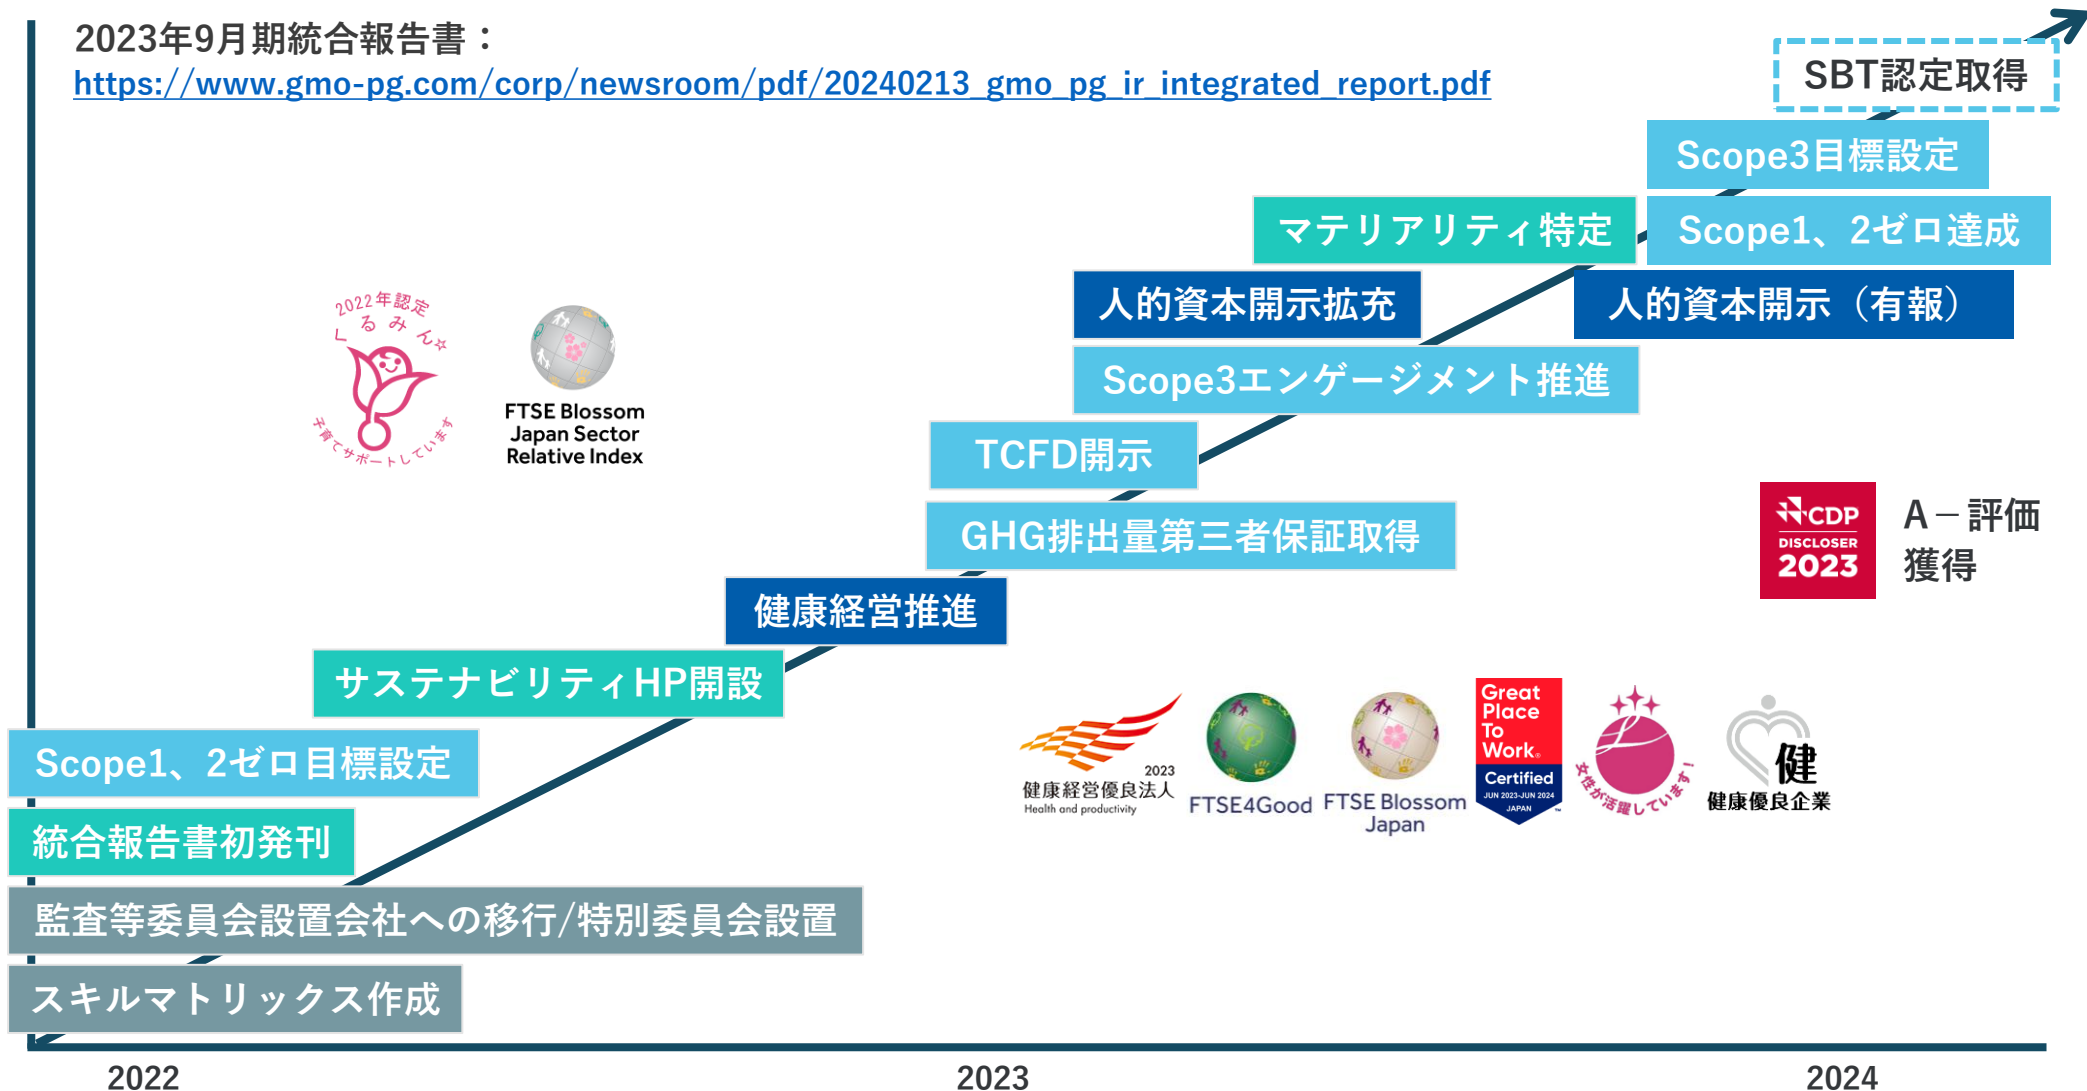 2023年9月期統合報告書：
https://www.gmo-pg.com/corp/newsroom/pdf/20240213_gmo_pg_ir_integrated_report.pdf
SBT認定取得
Scope3目標設定
マテリアリティ特定
Scope1、2ゼロ達成
人的資本開示拡充
人的資本開示（有報）
Scope3エンゲージメント推進
2022年認定
くるみん☆
子育てサポートしています
FTSE Blossom
Japan Sector
Relative Index
TCFD開示
GHG排出量第三者保証取得
CDP
DISCLOSER
2023
A－評価
獲得
健康経営推進
サステナビリティHP開設
2023
健康経営優良法人
Health and productivity
FTSE4Good
FTSE Blossom
Japan
Great
Place
To
Work®
Certified
JUN 2023-JUN 2024
JAPAN
™
女性が活躍しています！
健
健康優良企業
Scope1、2ゼロ目標設定
統合報告書初発刊
監査等委員会設置会社への移行/特別委員会設置
スキルマトリックス作成
2022
2023
2024